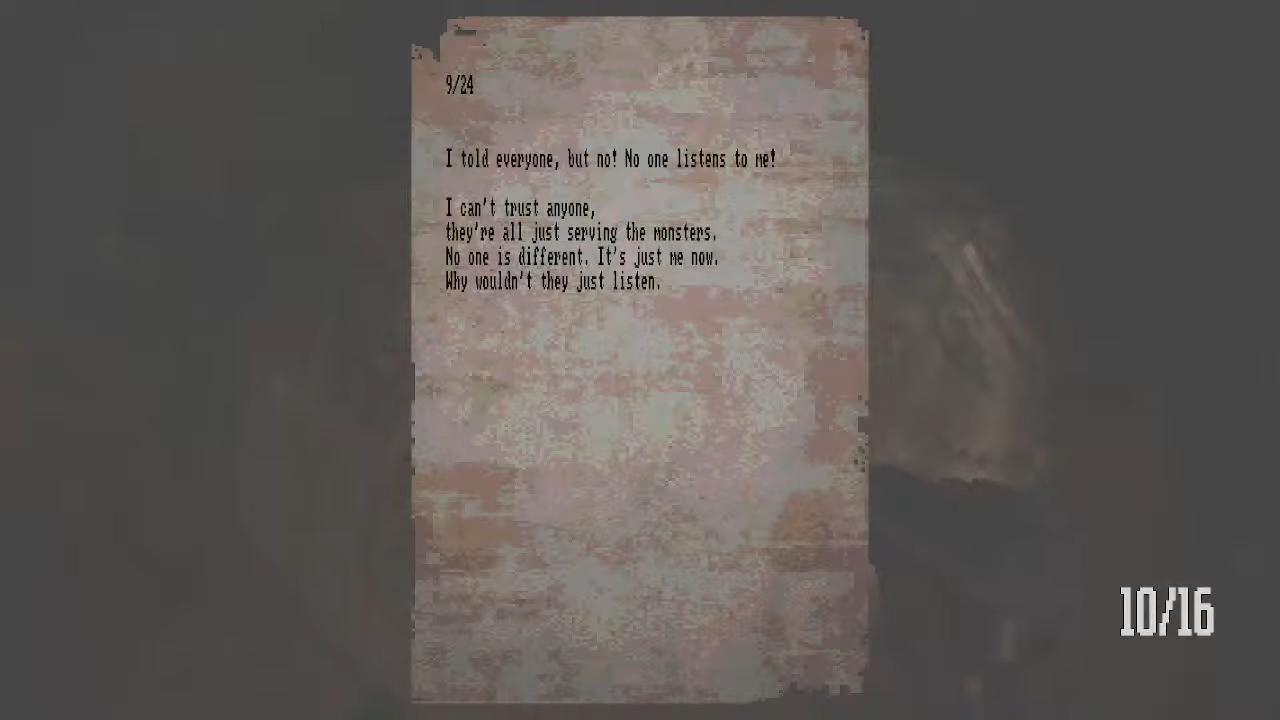 9/24
I told everyone, but no! No one listens to me!
I can't trust anyone,
they're all just serving the monsters.
No one is different. It's just me now.
Why wouldn't they just listen.
10/16